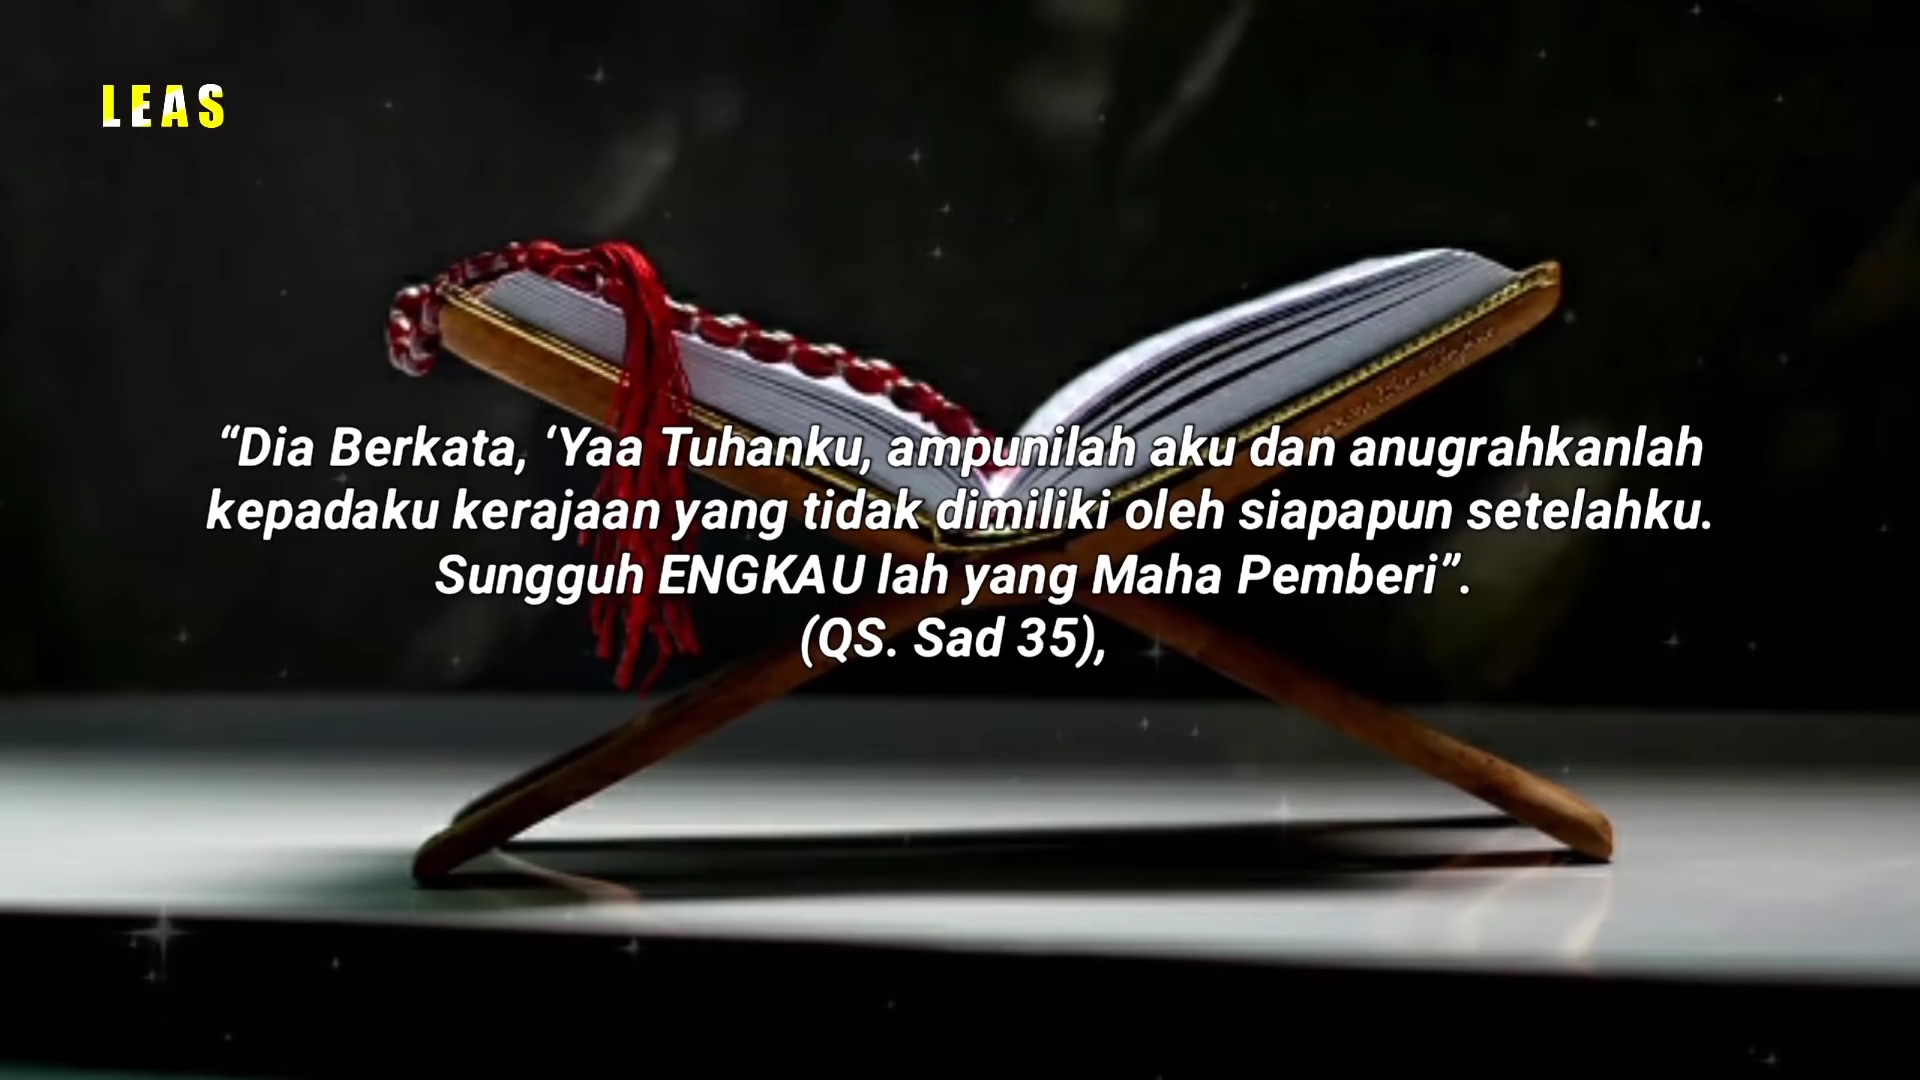 LEAS
“Dia Berkata, ‘Yaa Tuhanku, ampunilah aku dan anugrahkanlah
kepadaku kerajaan yang tidak dimiliki oleh siapapun setelahku.
Sungguh ENGKAU lah yang Maha Pemberi”.
(QS. Sad 35),